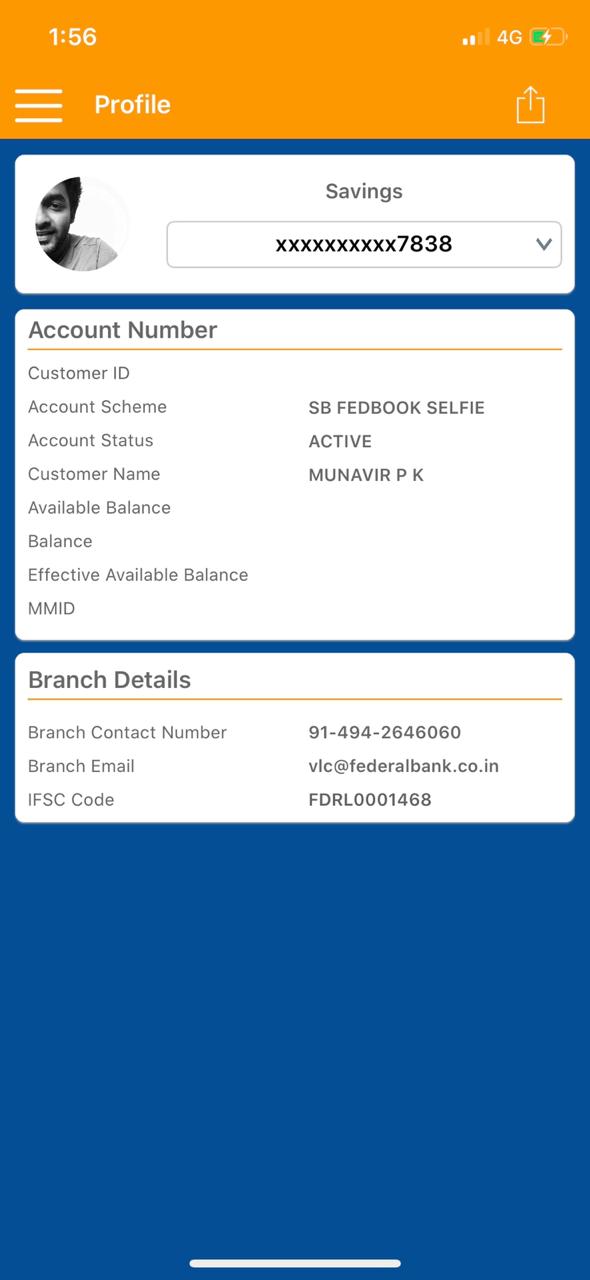 1:56
4G
Profile
Savings
xxxxxxxxxx7838
Account Number
Customer ID
Account Scheme SB FEDBOOK SELFIE
Account Status ACTIVE
Customer Name MUNAVIR P K
Available Balance
Balance
Effective Available Balance
MMID
Branch Details
Branch Contact Number 91-494-2646060
Branch Email vlc@federalbank.co.in
IFSC Code FDRL0001468